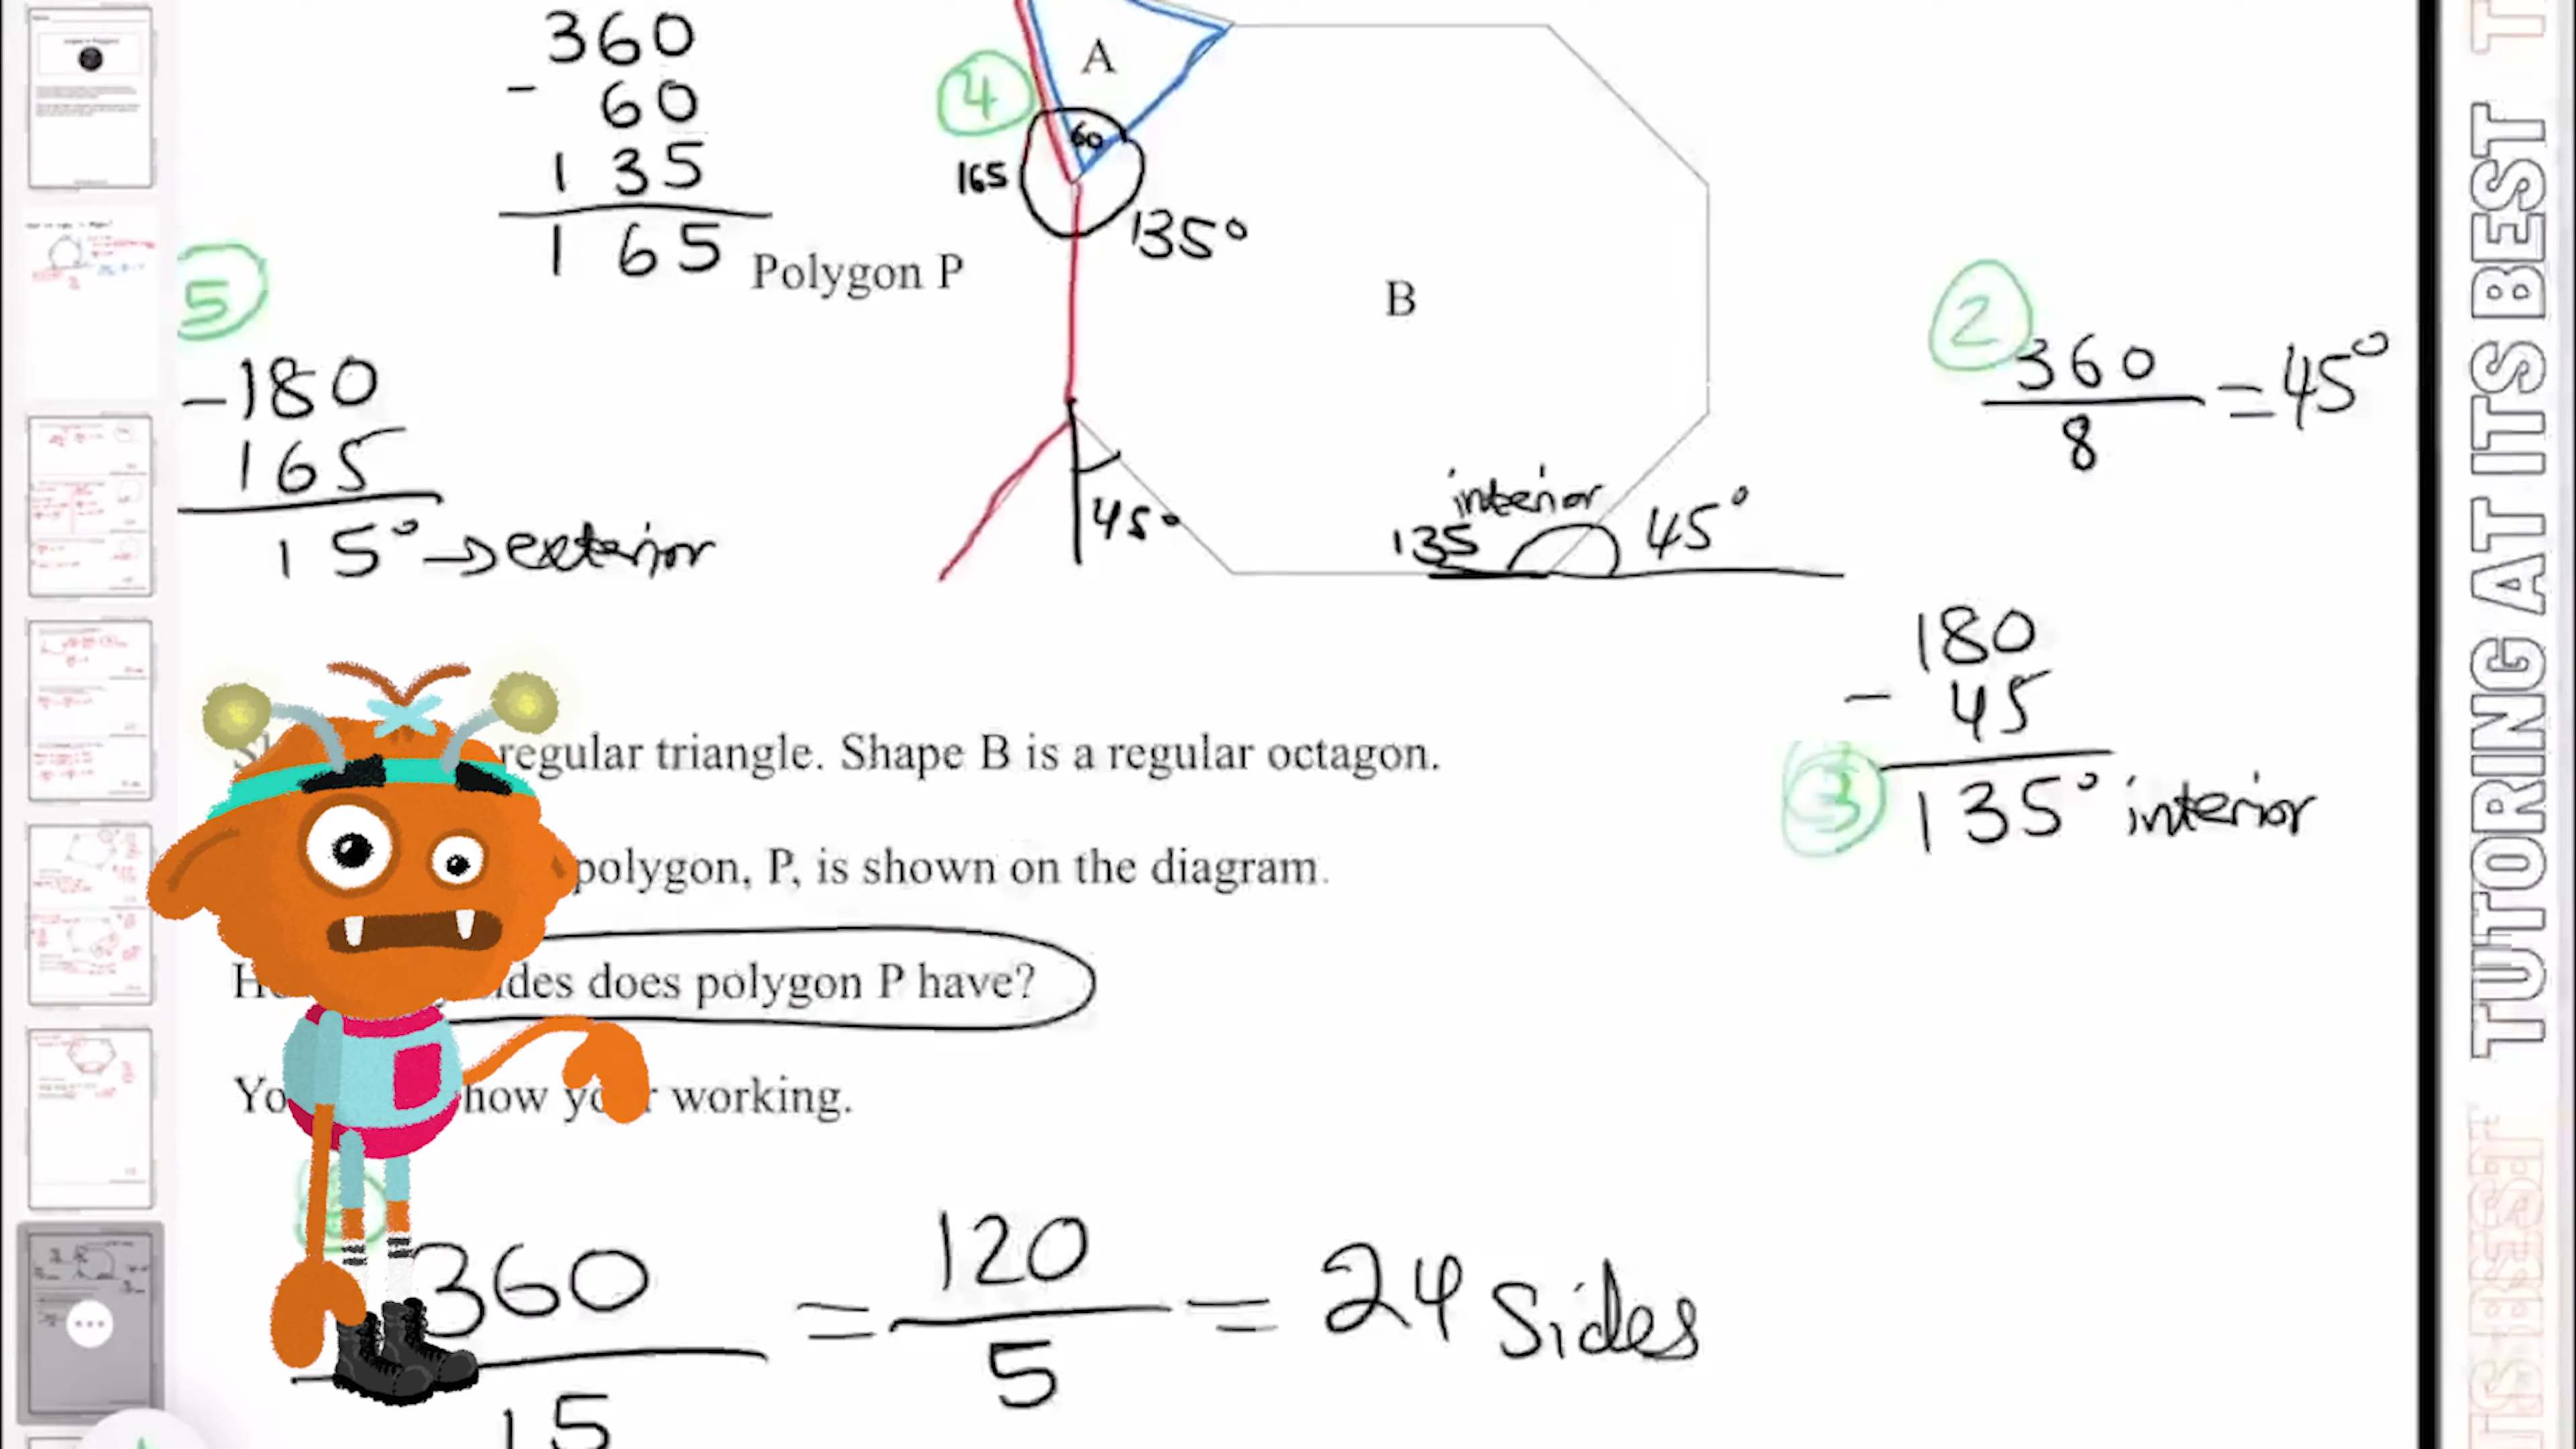 360
- 60
135
165
Polygon P
A
4
60
165
135°
B
45°
interior
135
45°
2
360
8
= 45°
5
-180
165
15° → exterior
180
- 45
3
135° interior
regular triangle. Shape B is a regular octagon.
polygon, P, is shown on the diagram.
does polygon P have?
working.
360
15
= 120
5
= 24 sides
TUTORING AT ITS BEST